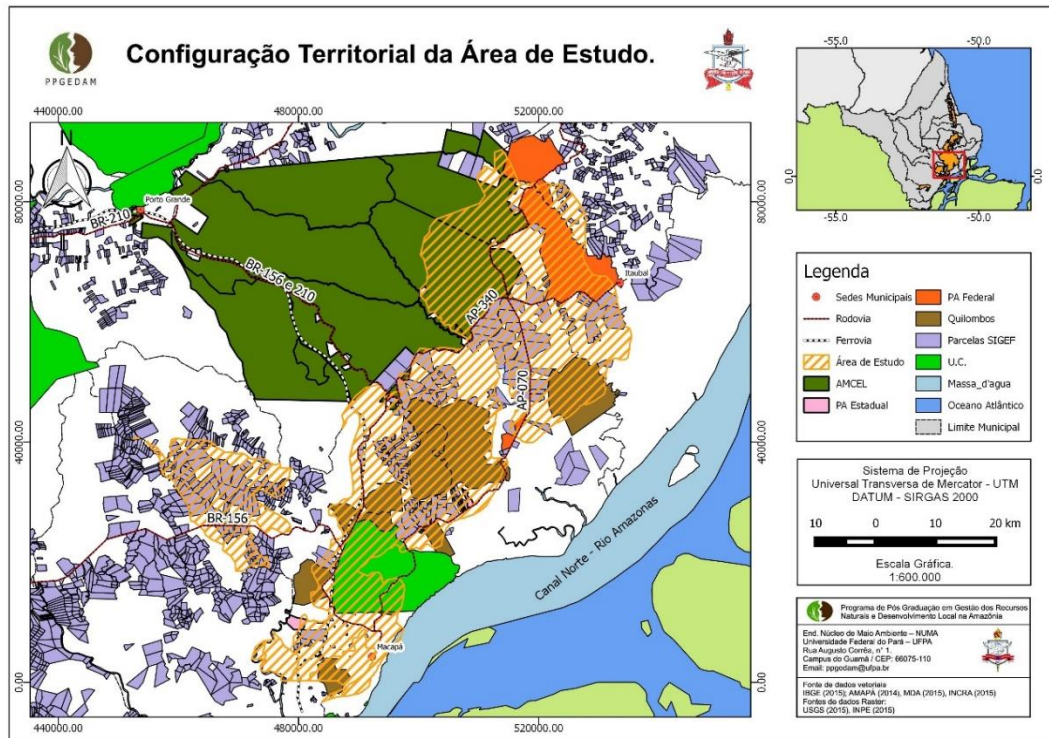 PPGEDAM
Configuração Territorial da Área de Estudo.
440000.00 480000.00 520000.00
N
80000.00
40000.00
0.00
Porto Grande
BR-210
BR-156 e 210
AP-340
Itaubal
AP-070
BR-156
Canal Norte - Rio Amazonas
Macapá
80000.00
40000.00
0.00
440000.00 480000.00 520000.00
-55.0 -50.0
0.0 0.0
-55.0 -50.0
Legenda
Sedes Municipais
Rodovia
Ferrovia
Área de Estudo
AMCEL
PA Estadual
PA Federal
Quilombos
Parcelas SIGEF
U.C.
Massa_d'agua
Oceano Atlântico
Limite Municipal
Sistema de Projeção
Universal Transversa de Mercator - UTM
DATUM - SIRGAS 2000
10 0 10 20 km
Escala Gráfica.
1:600.000
Programa de Pós Graduação em Gestão dos Recursos
Naturais e Desenvolvimento Local na Amazônia
End. Núcleo de Maio Ambiente – NUMA
Universidade Federal do Pará – UFPA
Rua Augusto Corrêa, n° 1.
Campus do Guamá / CEP: 66075-110
Email: ppgedam@ufpa.br
Fonte de dados vetoriais
IBGE (2015); AMAPÁ (2014), MDA (2015), INCRA (2015)
Fontes de dados Raster:
USGS (2015), INPE (2015)